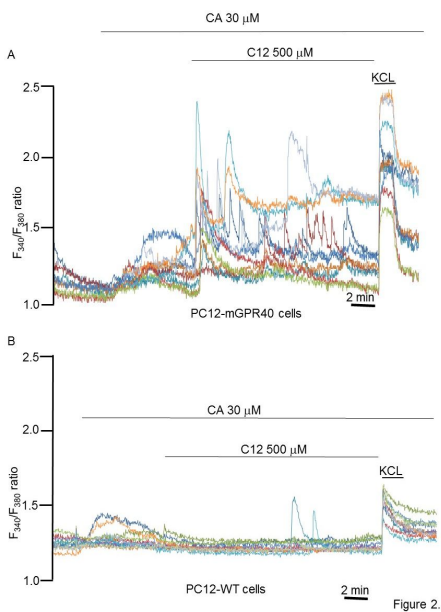 CA 30 μM
A
C12 500 μM
KCL
2.5
2.0
1.5
1.0
F340/F380 ratio
2 min
PC12-mGPR40 cells
B
2.5
CA 30 μM
2.0
C12 500 μM
KCL
1.5
1.0
F340/F380 ratio
2 min
PC12-WT cells
Figure 2.